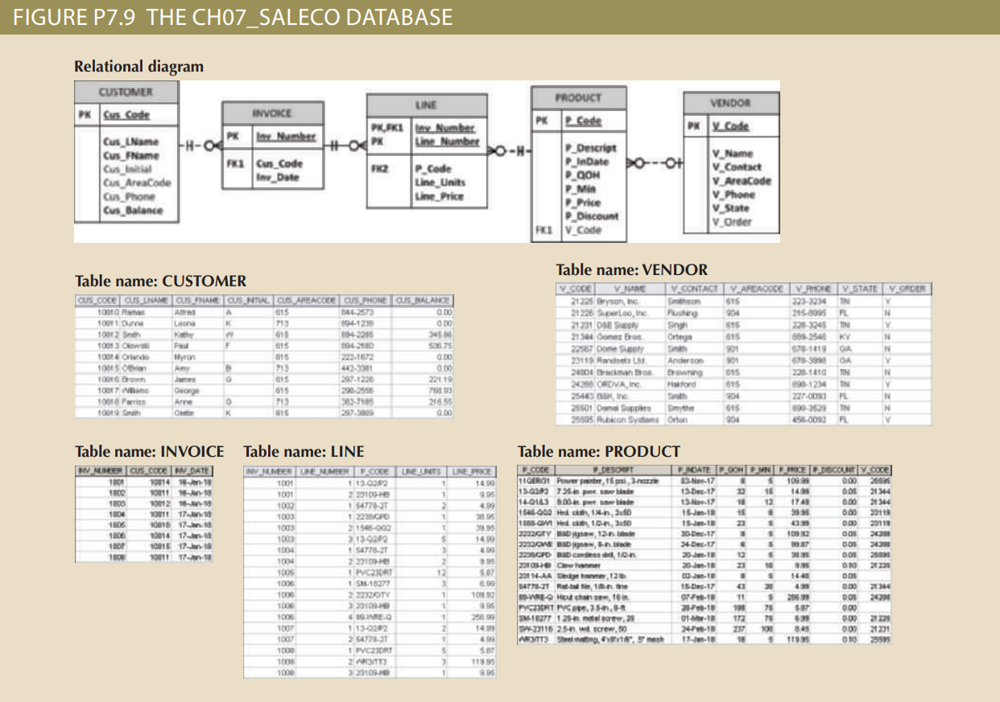 FIGURE P7.9 THE CH07_SALECO DATABASE
Relational diagram
CUSTOMER
PK Cus_Code
Cus_LName
Cus_FName
Cus_Initial
Cus_AreaCode
Cus_Phone
Cus_Balance
INVOICE
PK Inv_Number
FK1 Cus_Code
Inv_Date
LINE
PK,FK1 Inv_Number
PK Line_Number
FK2 P_Code
Line_Units
Line_Price
PRODUCT
PK P_Code
P_Descript
P_InDate
P_QOH
P_Min
P_Price
P_Discount
FK1 V_Code
VENDOR
PK V_Code
V_Name
V_Contact
V_AreaCode
V_Phone
V_State
V_Order
Table name: CUSTOMER
CUS_CODE CUS_LNAME CUS_FNAME CUS_INITIAL CUS_AREACODE CUS_PHONE CUS_BALANCE
10010 Ramas Alfred A 615 844-2573 0.00
10011 Dunne Leona K 713 894-1238 0.00
10012 Smith Kathy W 615 894-2285 345.86
10013 Olowski Paul F 615 894-2180 536.75
10014 Orlando Myron 615 222-1672 0.00
10015 O'Brian Amy B 713 442-3381 0.00
10016 Brown James G 615 297-1228 221.19
10017 Williams George 615 290-2556 768.93
10018 Farriss Anne G 713 382-7185 216.55
10019 Smith Olette K 615 297-3809 0.00
Table name: VENDOR
V_CODE V_NAME V_CONTACT V_AREACODE V_PHONE V_STATE V_ORDER
21225 Bryson, Inc. Smithson 615 223-3234 TN Y
21226 SuperLoo, Inc. Flushing 904 215-8995 FL N
21231 D&E Supply Singh 615 228-3245 TN Y
21344 Gomez Bros. Ortega 615 889-2546 KY N
22567 Dome Supply Smith 901 678-1419 GA N
23119 Randsets Ltd. Anderson 901 678-3998 GA Y
24004 Brackman Bros. Browning 615 228-1410 TN N
24288 ORDVA, Inc. Hakford 615 898-1234 TN Y
25443 B&K, Inc. Smith 904 227-0093 FL N
25501 Damal Supplies Smythe 615 890-3529 TN N
25595 Rubicon Systems Orton 904 456-0092 FL Y
Table name: INVOICE
INV_NUMBER CUS_CODE INV_DATE
1001 10014 16-Jan-18
1002 10011 16-Jan-18
1003 10012 16-Jan-18
1004 10011 17-Jan-18
1005 10018 17-Jan-18
1006 10014 17-Jan-18
1007 10015 17-Jan-18
1008 10011 17-Jan-18
Table name: LINE
INV_NUMBER LINE_NUMBER P_CODE LINE_UNITS LINE_PRICE
1001 1 13-Q2/P2 1 14.99
1001 2 23109-HB 1 9.95
1002 1 54778-2T 2 4.99
1003 1 2238/QPD 1 38.95
1003 2 1546-QQ2 1 39.95
1003 3 13-Q2/P2 5 14.99
1004 1 54778-2T 3 4.99
1004 2 23109-HB 2 9.95
1005 1 PVC23DRT 12 5.87
1006 1 SM-18277 3 6.99
1006 2 2232/QTY 1 109.92
1006 3 23109-HB 1 9.95
1006 4 89-WRE-Q 1 256.99
1007 1 13-Q2/P2 2 14.99
1007 2 54778-2T 1 4.99
1008 1 PVC23DRT 5 5.87
1008 2 WR3/TT3 3 119.95
1008 3 23109-HB 1 9.95
Table name: PRODUCT
P_CODE P_DESCRIPT P_INDATE P_QOH P_MIN P_PRICE P_DISCOUNT V_CODE
11QER/31 Power painter, 15 psi., 3-nozzle 03-Nov-17 8 5 109.99 0.00 25595
13-Q2/P2 7.25-in. pwr. saw blade 13-Dec-17 32 15 14.99 0.05 21344
14-Q1/L3 9.00-in. pwr. saw blade 13-Nov-17 18 12 17.49 0.00 21344
1546-QQ2 Hrd. cloth, 1/4-in., 2x50 15-Jan-18 15 8 39.95 0.00 23119
1558-QW1 Hrd. cloth, 1/2-in., 3x50 15-Jan-18 23 5 43.99 0.00 23119
2232/QTY B&D jigsaw, 12-in. blade 30-Dec-17 8 5 109.92 0.05 24288
2232/QWE B&D jigsaw, 8-in. blade 24-Dec-17 6 5 99.87 0.05 24288
2238/QPD B&D cordless drill, 1/2-in. 20-Jan-18 12 5 38.95 0.05 25595
23109-HB Claw hammer 20-Jan-18 23 10 9.95 0.10 21225
23114-AA Sledge hammer, 12 lb. 02-Jan-18 8 5 14.40 0.05
54778-2T Rat-tail file, 1/8-in. fine 15-Dec-17 43 20 4.99 0.00 21344
89-WRE-Q Hicut chain saw, 16 in. 07-Feb-18 11 5 256.99 0.05 24288
PVC23DRT PVC pipe, 3.5-in., 8-ft 20-Feb-18 188 75 5.87 0.00
SM-18277 1.25-in. metal screw, 25 01-Mar-18 172 75 6.99 0.00 21225
SW-23116 2.5-in. wd. screw, 50 24-Feb-18 237 100 8.45 0.00 21231
WR3/TT3 Steel matting, 4'x8'x1/6", .5" mesh 17-Jan-18 18 5 119.95 0.10 25595